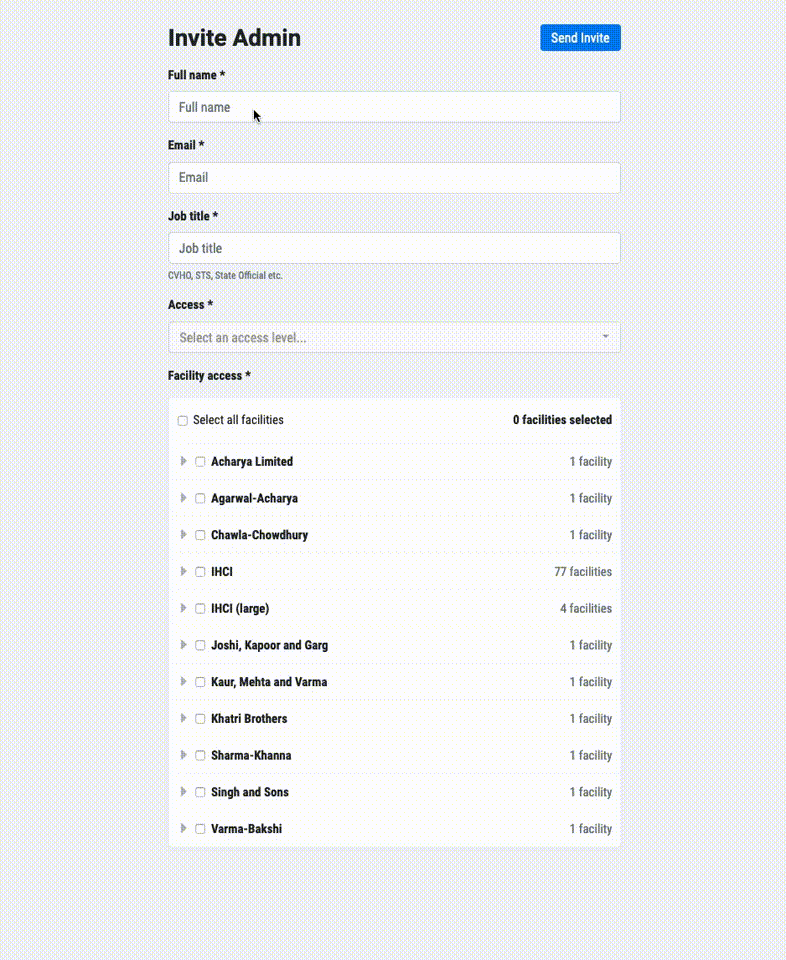 Invite Admin
Send Invite
Full name *
Full name
Email *
Email
Job title *
Job title
CVHO, STS, State Official etc.
Access *
Select an access level...
Facility access *
Select all facilities 0 facilities selected
Acharya Limited 1 facility
Agarwal-Acharya 1 facility
Chawla-Chowdhury 1 facility
IHCI 77 facilities
IHCI (large) 4 facilities
Joshi, Kapoor and Garg 1 facility
Kaur, Mehta and Varma 1 facility
Khatri Brothers 1 facility
Sharma-Khanna 1 facility
Singh and Sons 1 facility
Varma-Bakshi 1 facility